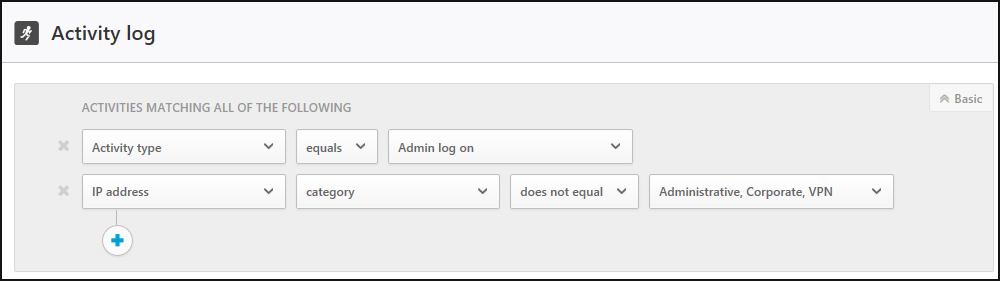 Activity log
Basic
ACTIVITIES MATCHING ALL OF THE FOLLOWING
Activity type equals Admin log on
IP address category does not equal Administrative, Corporate, VPN